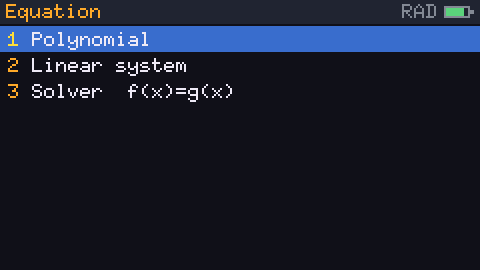 Equation RAD
1 Polynomial
2 Linear system
3 Solver f(x)=g(x)